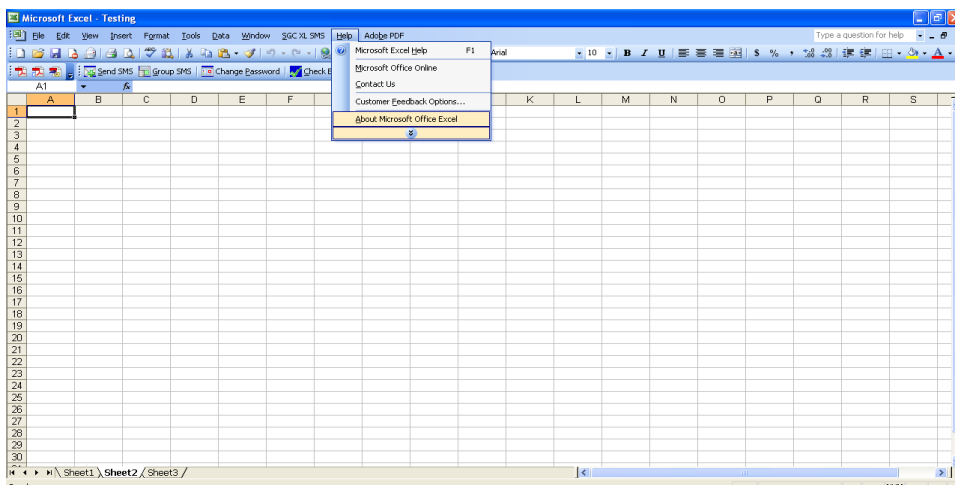 Microsoft Excel - Testing
File Edit View Insert Format Tools Data Window SGC XL SMS Help Adobe PDF
Type a question for help
Microsoft Excel Help F1
Arial
10
B I U
$ % ,
Microsoft Office Online
Send SMS Group SMS Change Password Check
Contact Us
A1
fx
Customer Feedback Options...
A B C D E F K L M N O P Q R S
About Microsoft Office Excel
1
2
3
4
5
6
7
8
9
10
11
12
13
14
15
16
17
18
19
20
21
22
23
24
25
26
27
28
29
30
Sheet1 Sheet2 Sheet3